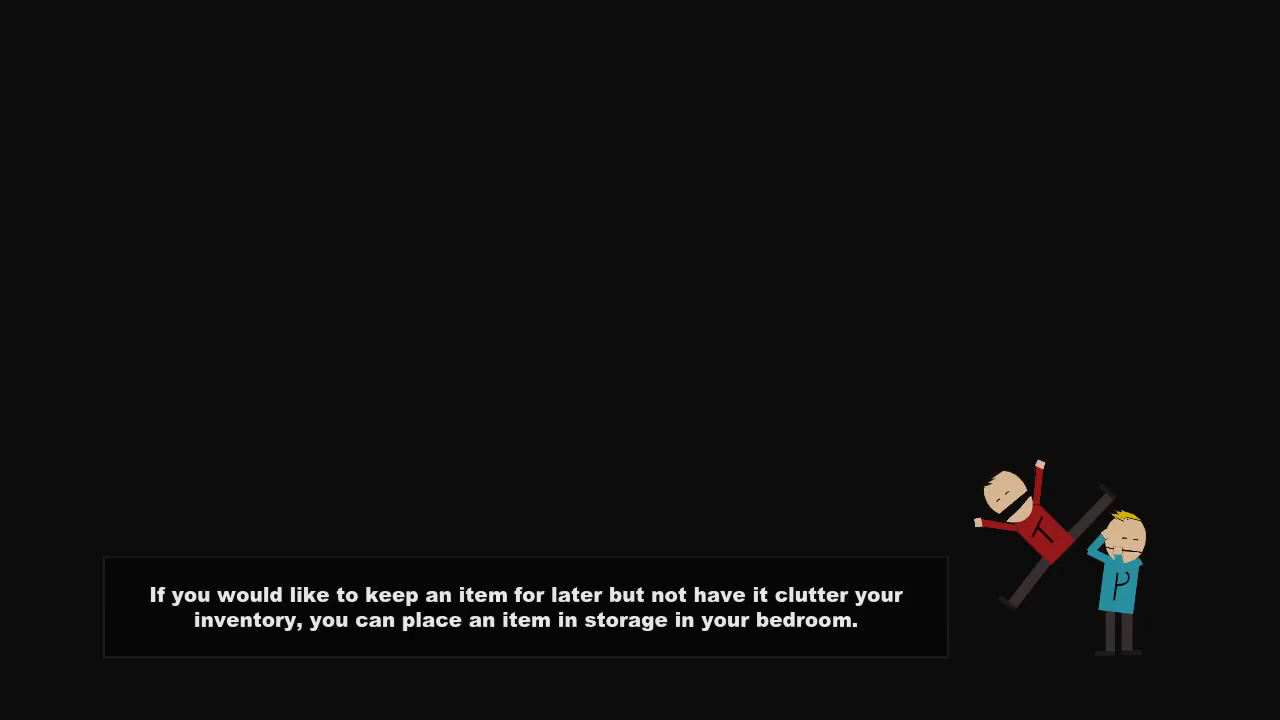 If you would like to keep an item for later but not have it clutter your
inventory, you can place an item in storage in your bedroom.
T
P